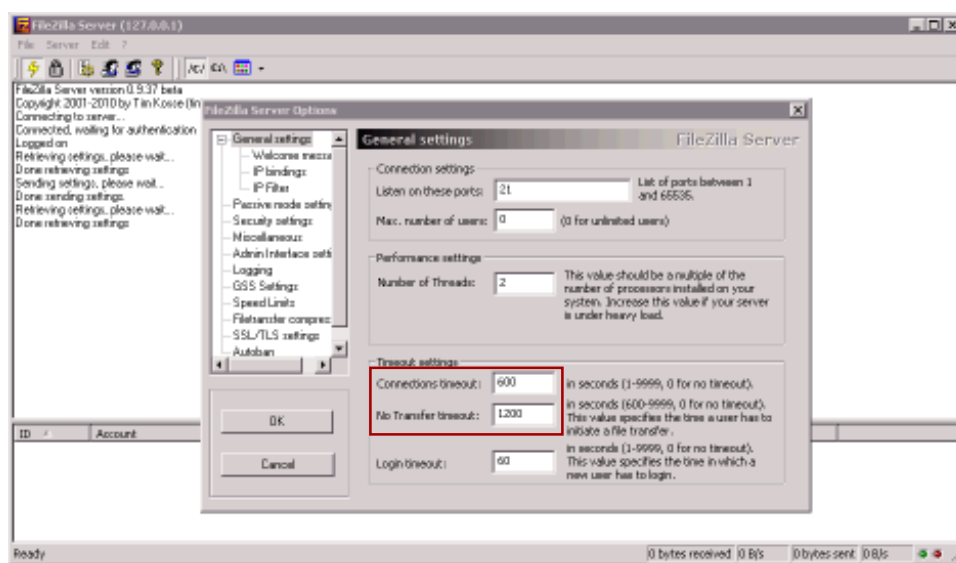 FileZilla Server (127.0.0.1)
File Server Edit ?
/C/ C:\
FileZilla Server version 0.9.37 beta
Copyright 2001-2010 by Tim Kosse
Connecting to server...
Connected, waiting for authentication
Logged on
Retrieving settings, please wait...
Done retrieving settings
Sending settings, please wait...
Done sending settings.
Retrieving settings, please wait...
Done retrieving settings
FileZilla Server Options
General settings
Welcome messa
IP bindings
IP Filter
Passive mode settin
Security settings
Miscellaneous
Admin Interface setti
Logging
GSS Settings
Speed Limits
Filetransfer compres
SSL/TLS settings
Autoban
OK
Cancel
General settings
FileZilla Server
Connection settings
Listen on these ports: 21 List of ports between 1
and 65535.
Max. number of users: 0 (0 for unlimited users)
Performance settings
Number of Threads: 2 This value should be a multiple of the
number of processors installed on your
system. Increase this value if your server
is under heavy load.
Timeout settings
Connections timeout: 600 in seconds (1-9999, 0 for no timeout).
No Transfer timeout: 1200 in seconds (600-9999, 0 for no timeout).
This value specifies the time a user has to
initiate a file transfer.
Login timeout: 60 in seconds (1-9999, 0 for no timeout).
This value specifies the time in which a
new user has to login.
ID / Account
Ready 0 bytes received 0 B/s 0 bytes sent 0 B/s